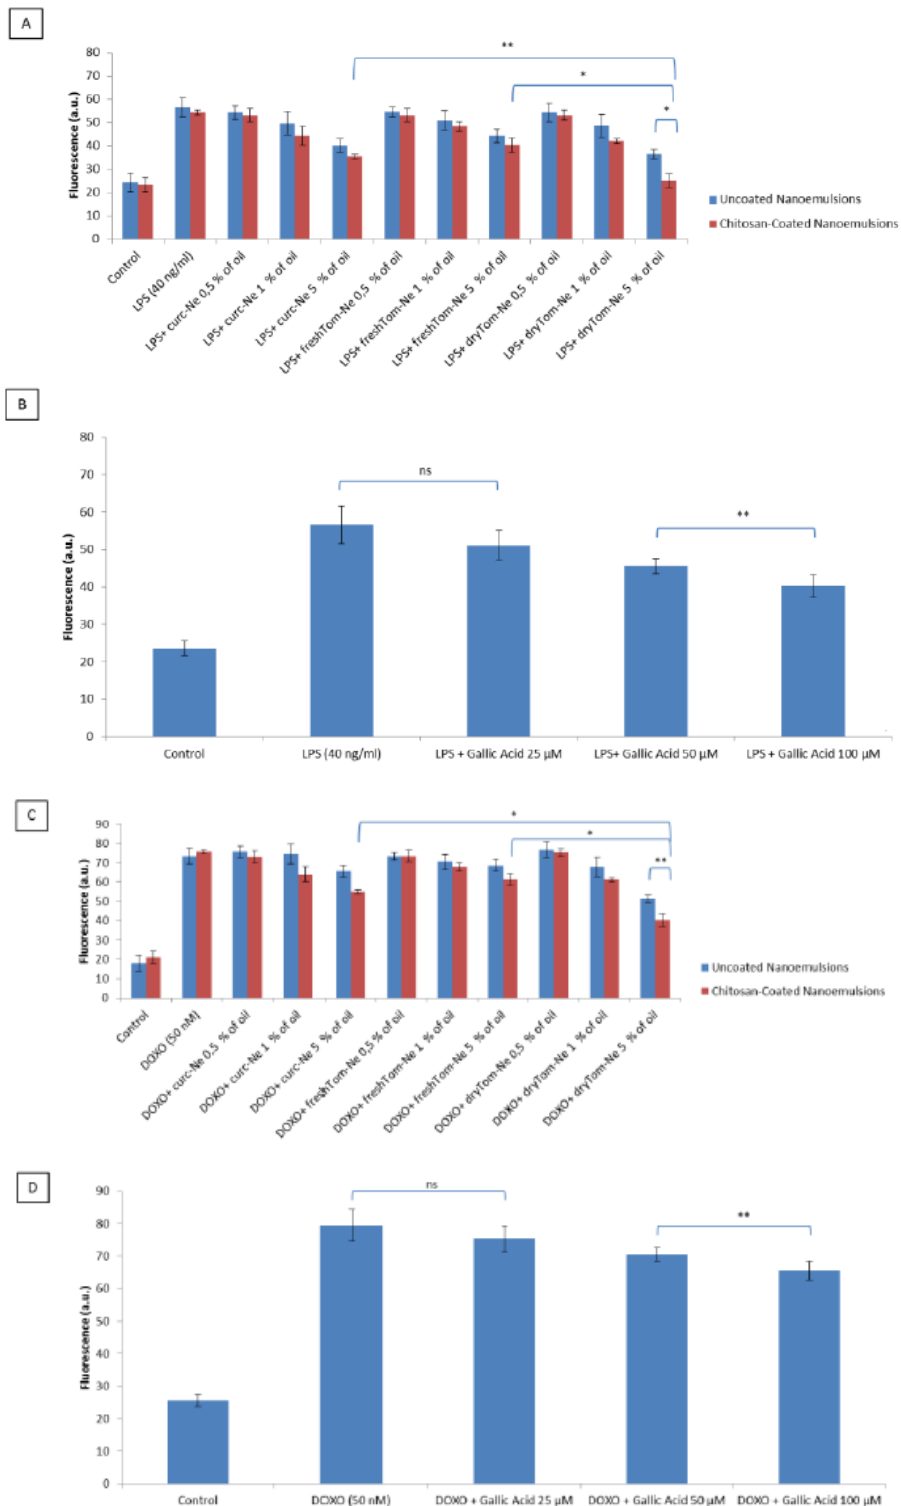 A
**
*
*
80
70
60
50
40
30
20
10
0
Fluorescence (a.u.)
Uncoated Nanoemulsions
Chitosan-Coated Nanoemulsions
Control
LPS (40 ng/ml)
LPS+ curc-Ne 0,5 % of oil
LPS+ curc-Ne 1 % of oil
LPS+ curc-Ne 5 % of oil
LPS+ freshTom-Ne 0,5 % of oil
LPS+ freshTom-Ne 1 % of oil
LPS+ freshTom-Ne 5 % of oil
LPS+ dryTom-Ne 0,5 % of oil
LPS+ dryTom-Ne 1 % of oil
LPS+ dryTom-Ne 5 % of oil
B
ns
**
80
70
60
50
40
30
20
10
0
Fluorescence (a.u.)
Control
LPS (40 ng/ml)
LPS + Gallic Acid 25 µM
LPS+ Gallic Acid 50 µM
LPS + Gallic Acid 100 µM
C
*
*
**
90
80
70
60
50
40
30
20
10
0
Fluorescence (a.u.)
Uncoated Nanoemulsions
Chitosan-Coated Nanoemulsions
Control
DOXO (50 nM)
DOXO+ curc-Ne 0,5 % of oil
DOXO+ curc-Ne 1 % of oil
DOXO+ curc-Ne 5 % of oil
DOXO+ freshTom-Ne 0,5 % of oil
DOXO+ freshTom-Ne 1 % of oil
DOXO+ freshTom-Ne 5 % of oil
DOXO+ dryTom-Ne 0,5 % of oil
DOXO+ dryTom-Ne 1 % of oil
DOXO+ dryTom-Ne 5 % of oil
D
ns
**
90
80
70
60
50
40
30
20
10
0
Fluorescence (a.u.)
Control
DOXO (50 nM)
DOXO + Gallic Acid 25 µM
DOXO + Gallic Acid 50 µM
DOXO + Gallic Acid 100 µM